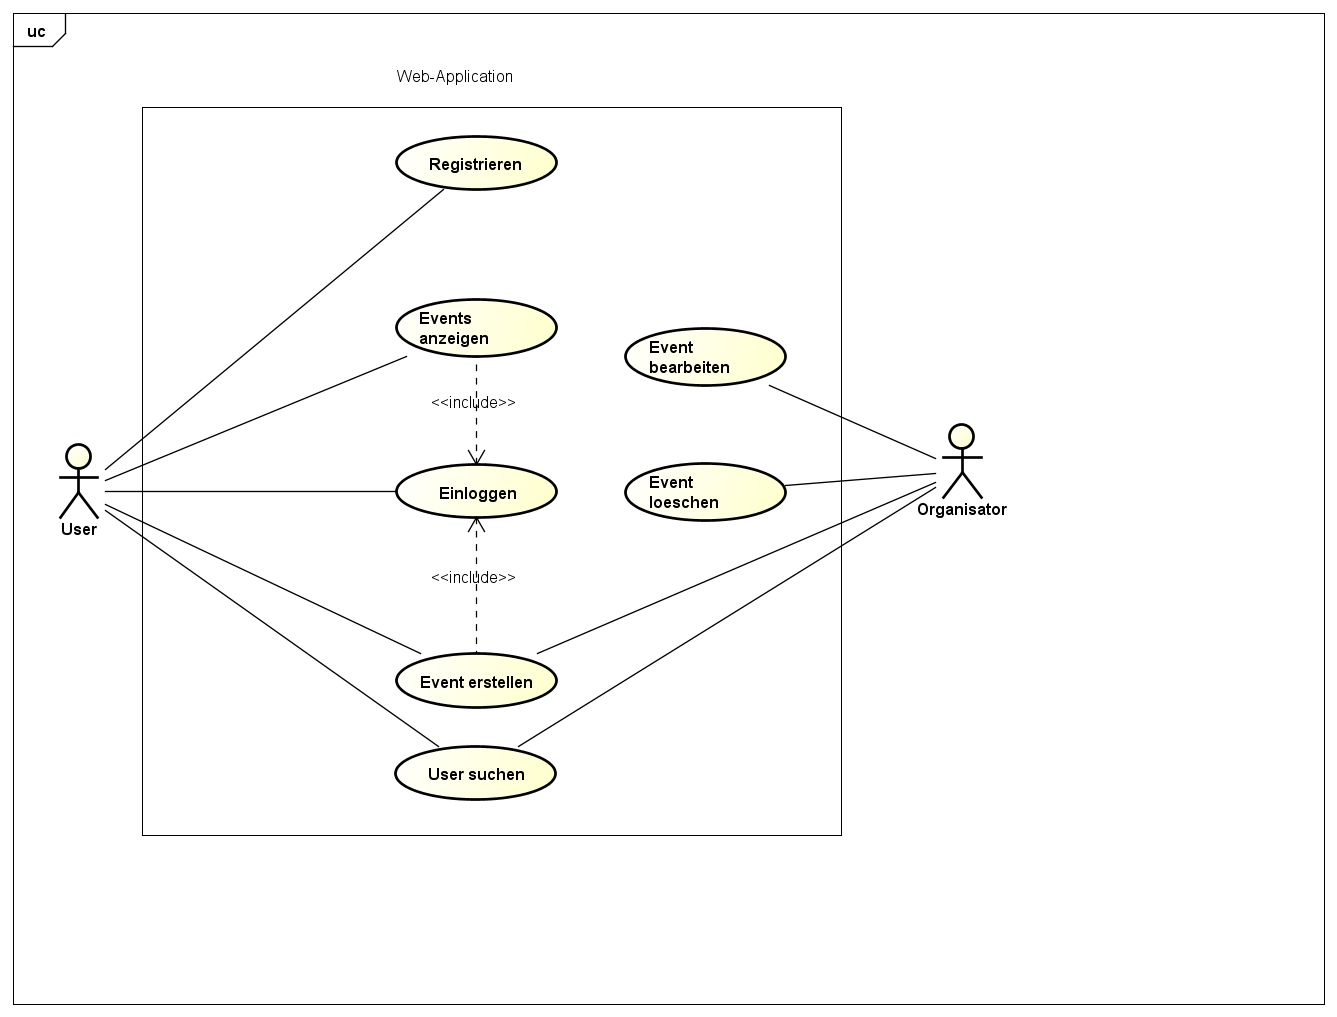 uc
Web-Application
Registrieren
Events
anzeigen
Event
bearbeiten
<<include>>
Einloggen
Event
loeschen
User
Organisator
<<include>>
Event erstellen
User suchen